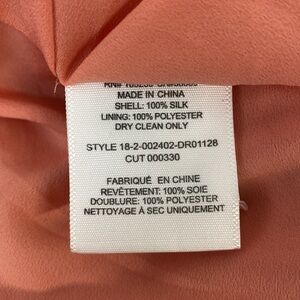 MADE IN CHINA
SHELL: 100% SILK
LINING: 100% POLYESTER
DRY CLEAN ONLY
STYLE 18-2-002402-DR01128
CUT 000330
FABRIQUÉ EN CHINE
REVÊTEMENT: 100% SOIE
DOUBLURE: 100% POLYESTER
NETTOYAGE À SEC UNIQUEMENT